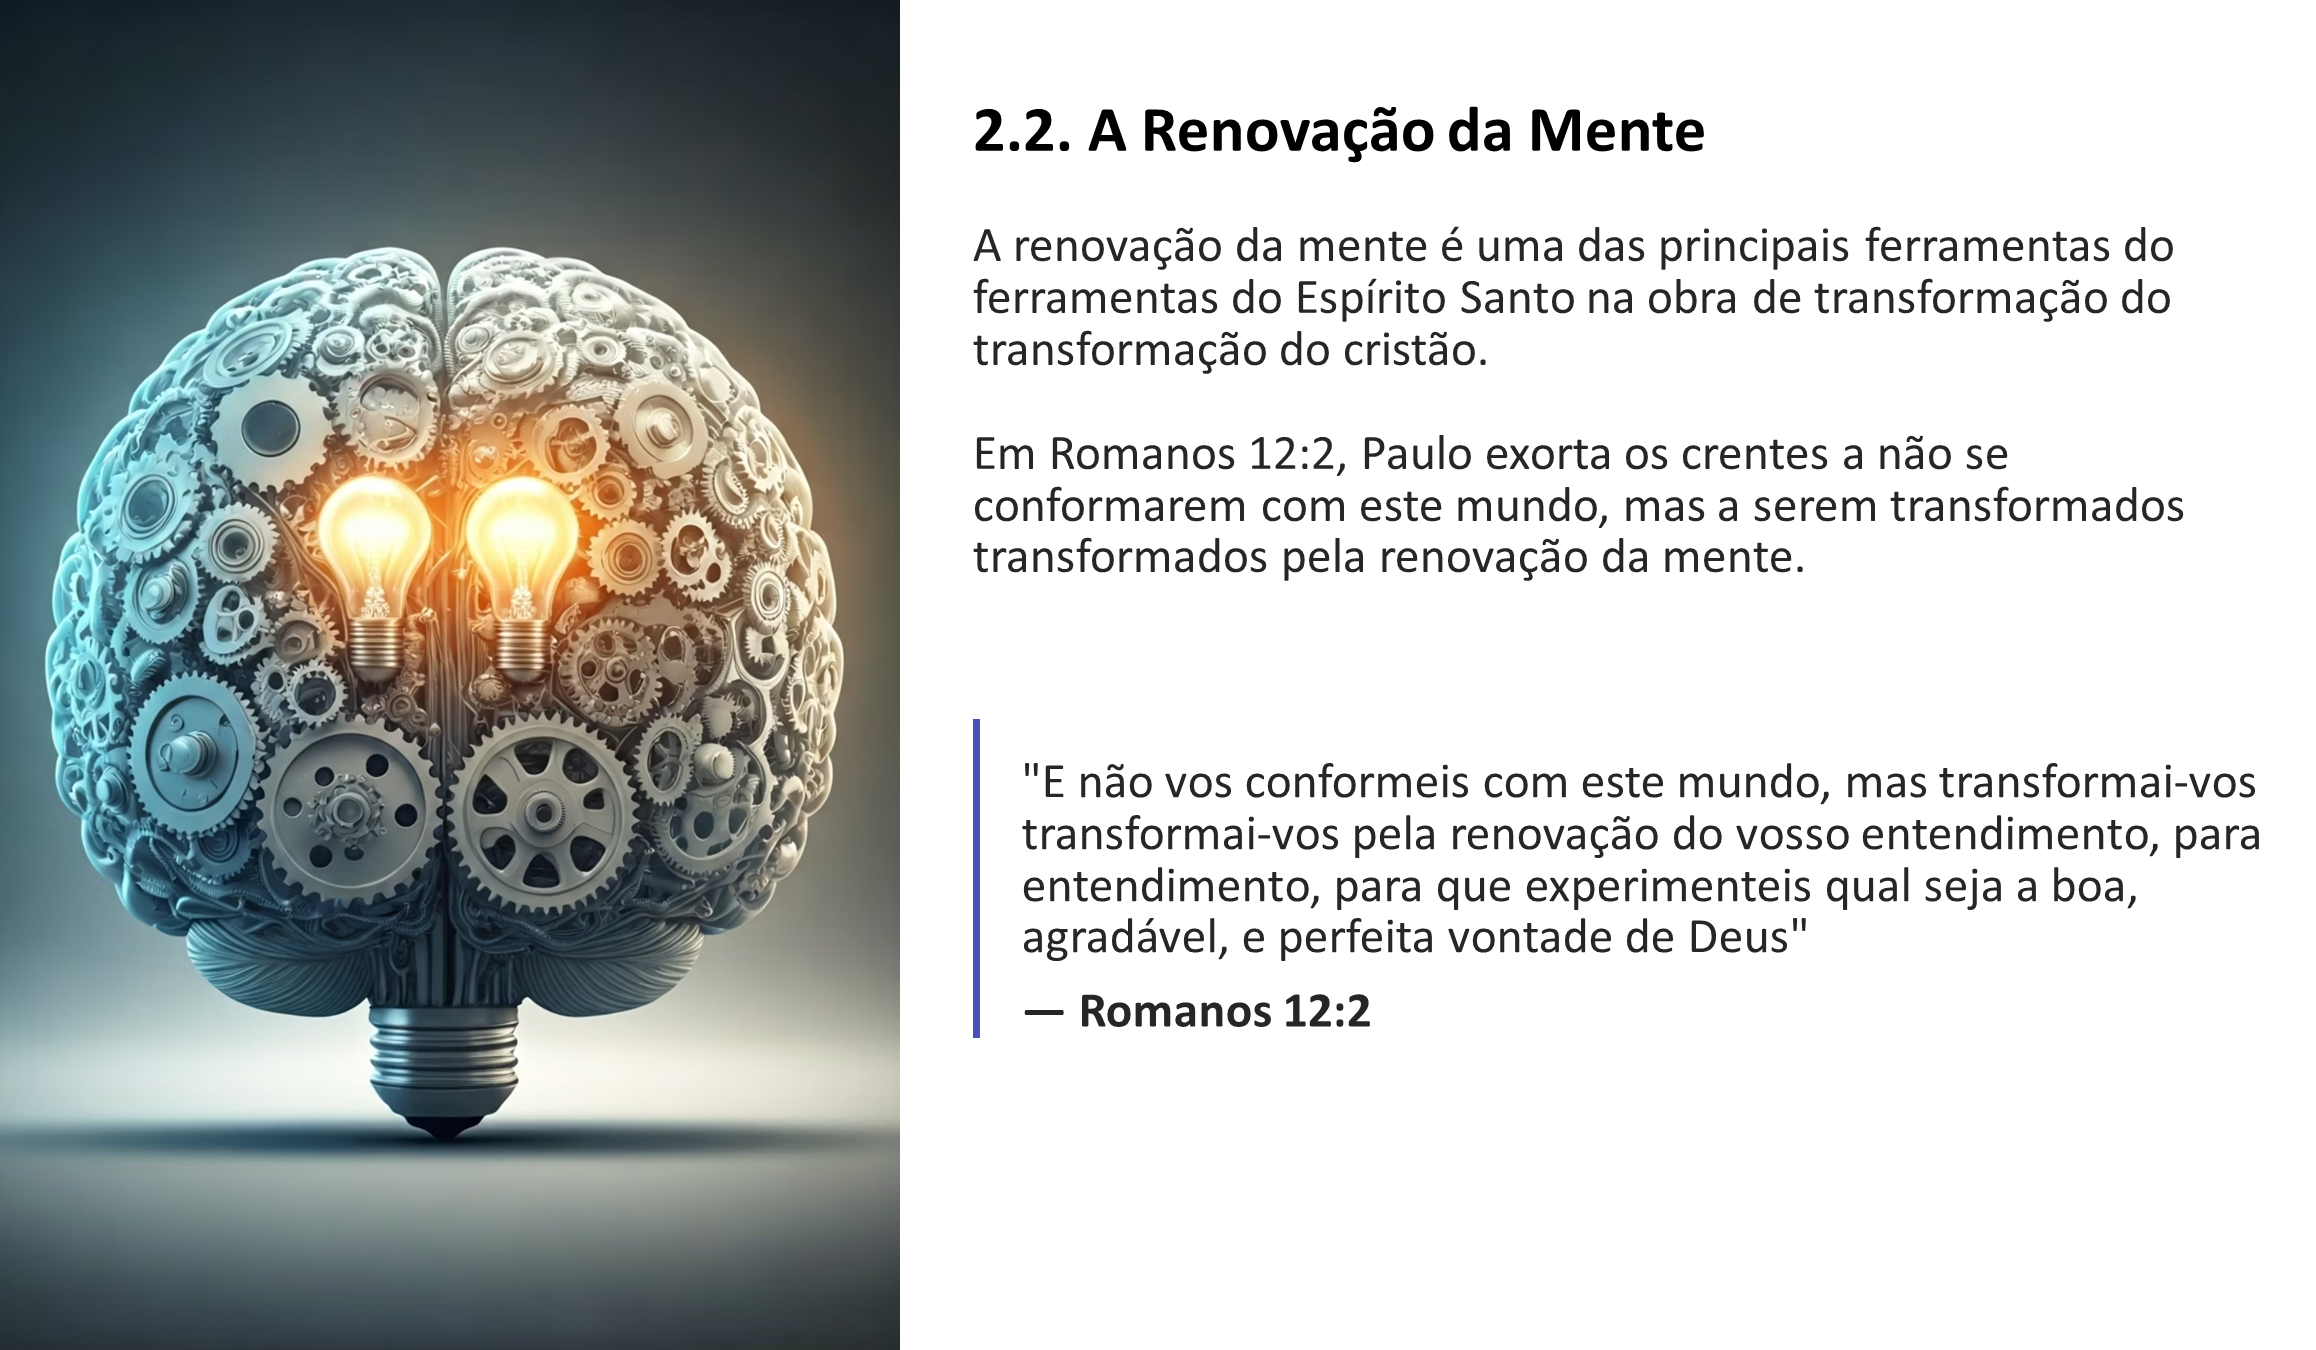 2.2. A Renovação da Mente
A renovação da mente é uma das principais ferramentas do
ferramentas do Espírito Santo na obra de transformação do
transformação do cristão.
Em Romanos 12:2, Paulo exorta os crentes a não se
conformarem com este mundo, mas a serem transformados
transformados pela renovação da mente.
"E não vos conformeis com este mundo, mas transformai-vos
transformai-vos pela renovação do vosso entendimento, para
entendimento, para que experimenteis qual seja a boa,
agradável, e perfeita vontade de Deus"
— Romanos 12:2